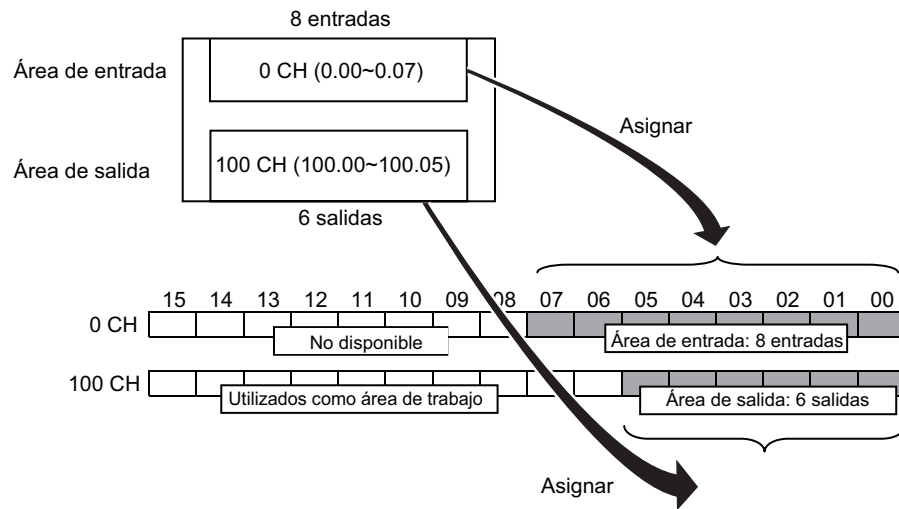 8 entradas
Área de entrada
0 CH (0.00~0.07)
Asignar
Área de salida
100 CH (100.00~100.05)
6 salidas
15 14 13 12 11 10 09 08 07 06 05 04 03 02 01 00
0 CH
No disponible
Área de entrada: 8 entradas
100 CH
Utilizados como área de trabajo
Área de salida: 6 salidas
Asignar